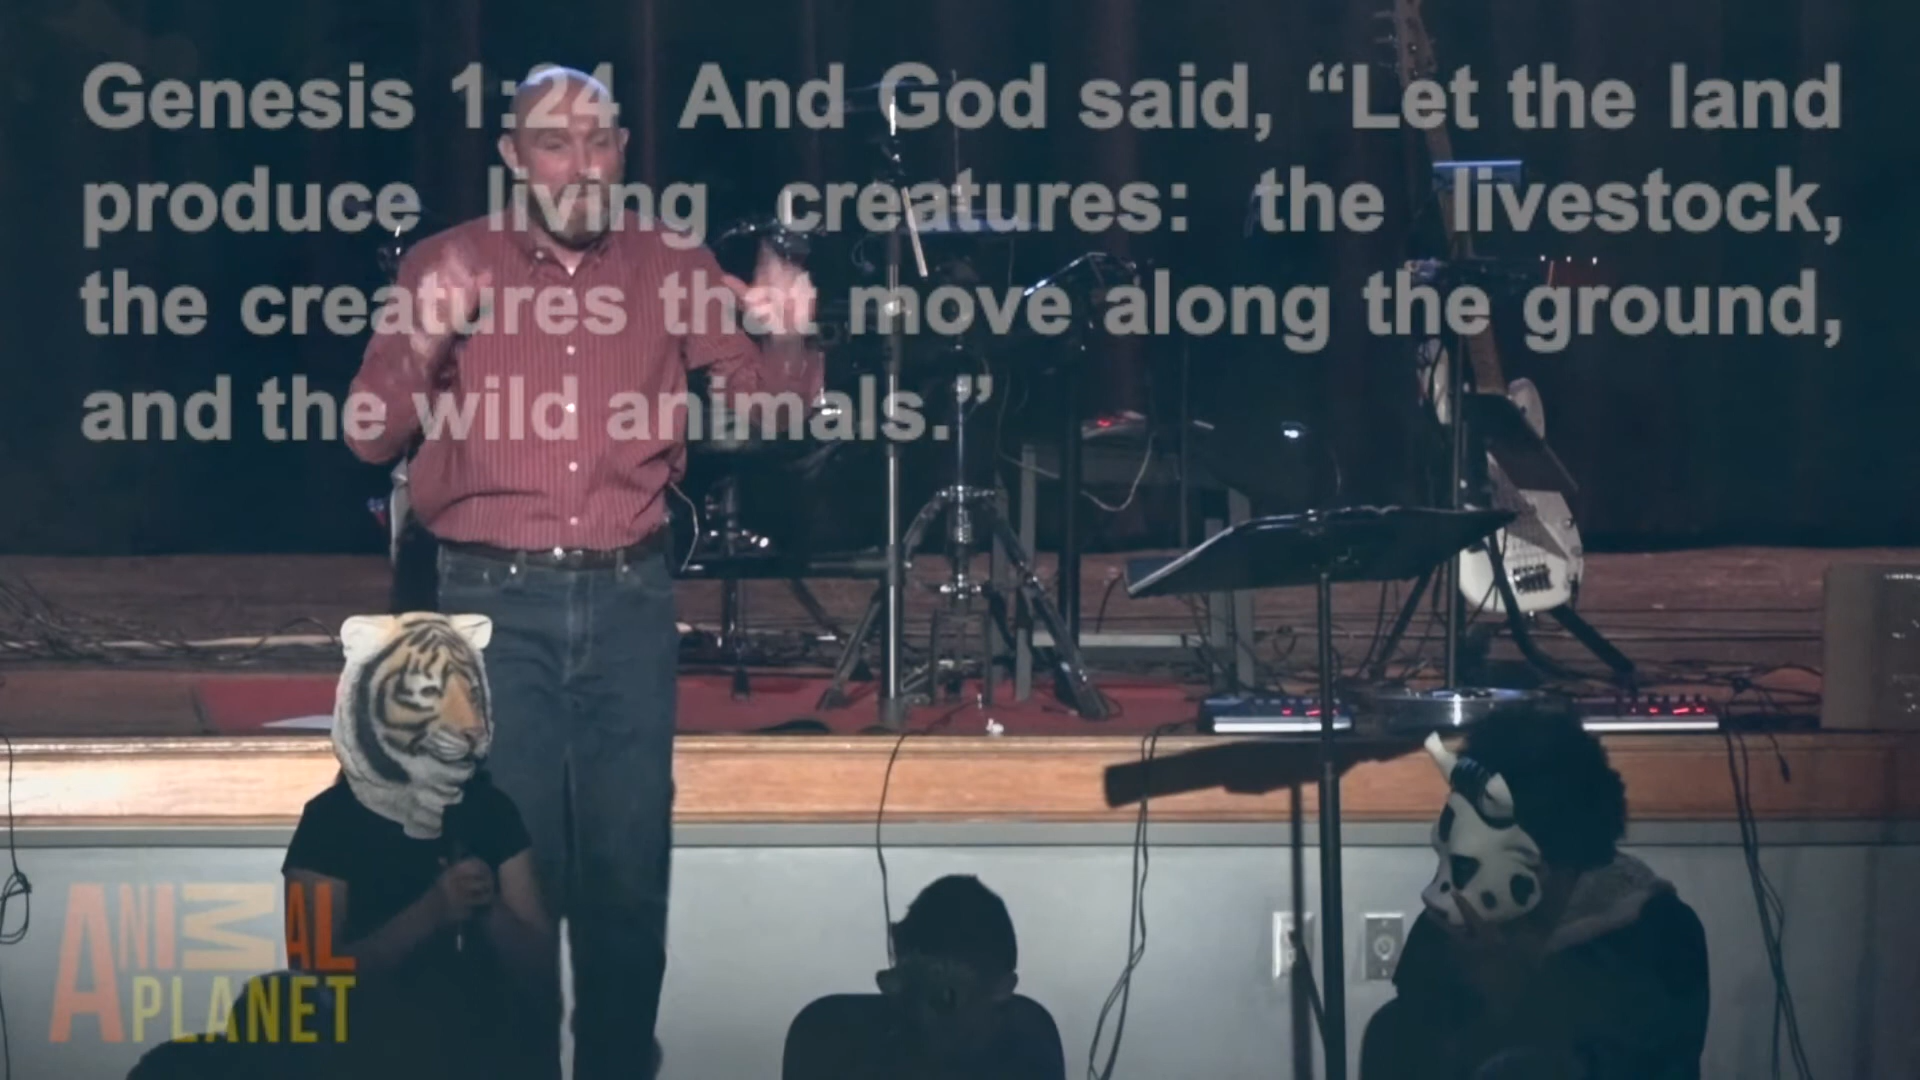 Genesis 1:24 And God said, “Let the land
produce living creatures: the livestock,
the creatures that move along the ground,
and the wild animals.”
ANIMAL
PLANET